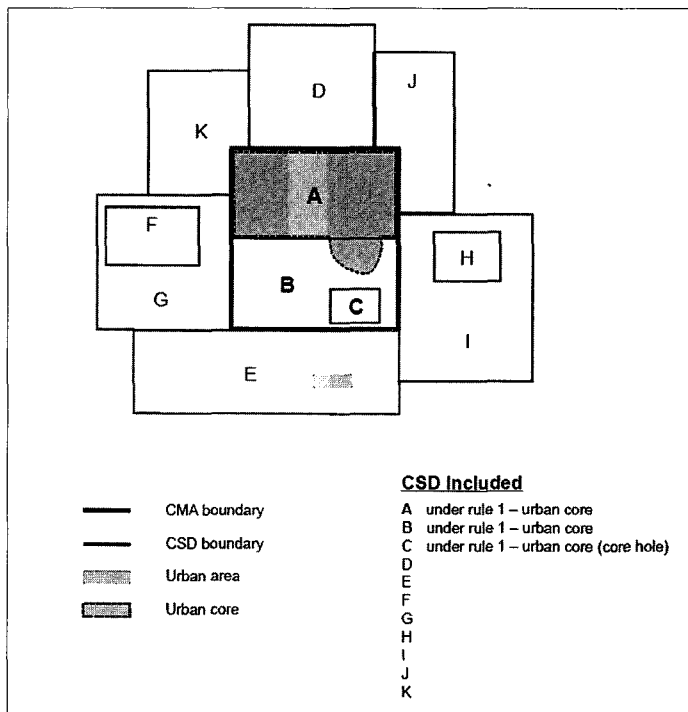 D
J
K
A
F
H
B
C
G
I
E
CSD Included
CMA boundary
CSD boundary
Urban area
Urban core
A under rule 1 – urban core
B under rule 1 – urban core
C under rule 1 – urban core (core hole)
D
E
F
G
H
I
J
K